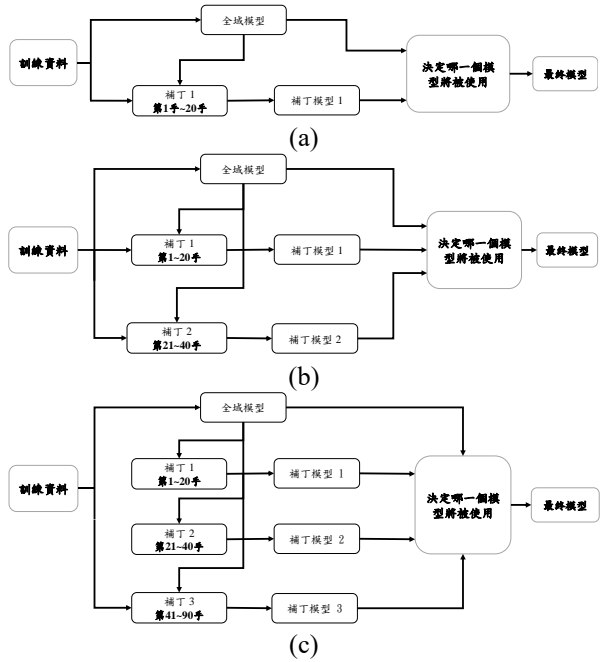 全域模型
訓練資料
決定哪一個模
型將被使用
最終模型
補丁 1
第1手~20手
補丁模型 1
(a)
全域模型
訓練資料
補丁 1
第1~20手
補丁模型 1
決定哪一個模
型將被使用
最終模型
補丁 2
第21~40手
補丁模型 2
(b)
全域模型
補丁 1
第1~20手
補丁模型 1
訓練資料
決定哪一個模
型將被使用
最終模型
補丁 2
第21~40手
補丁模型 2
補丁 3
第41~90手
補丁模型 3
(c)